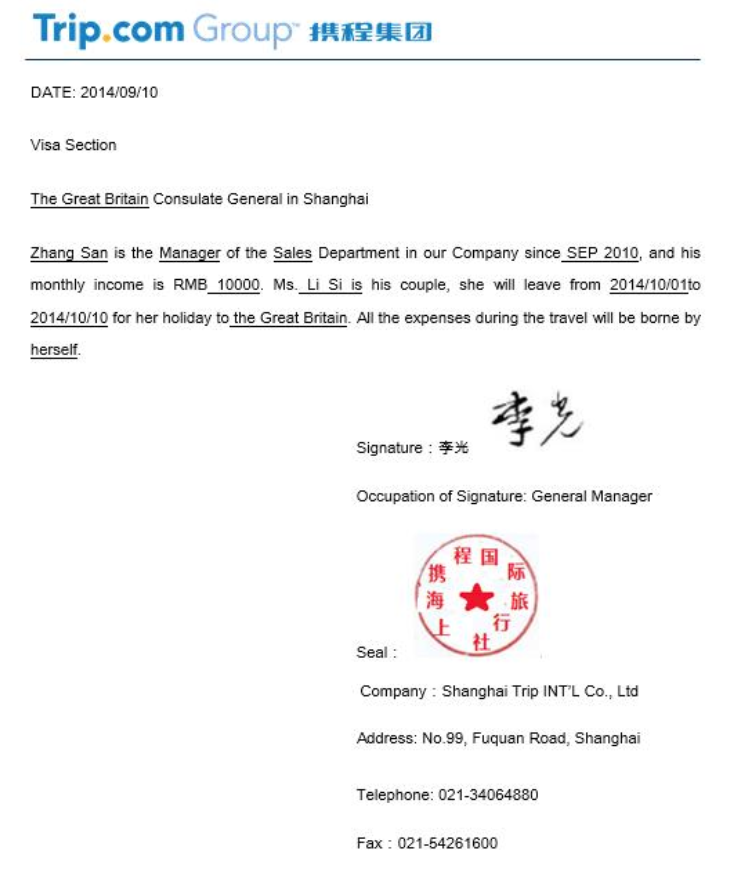 Trip.com Group™ 携程集团
DATE: 2014/09/10
Visa Section
The Great Britain Consulate General in Shanghai
Zhang San is the Manager of the Sales Department in our Company since SEP 2010, and his
monthly income is RMB 10000. Ms. Li Si is his couple, she will leave from 2014/10/01to
2014/10/10 for her holiday to the Great Britain. All the expenses during the travel will be borne by
herself.
李光
Signature：李光
Occupation of Signature: General Manager
上海携程国际旅行社
Seal：
Company：Shanghai Trip INT'L Co., Ltd
Address: No.99, Fuquan Road, Shanghai
Telephone: 021-34064880
Fax：021-54261600